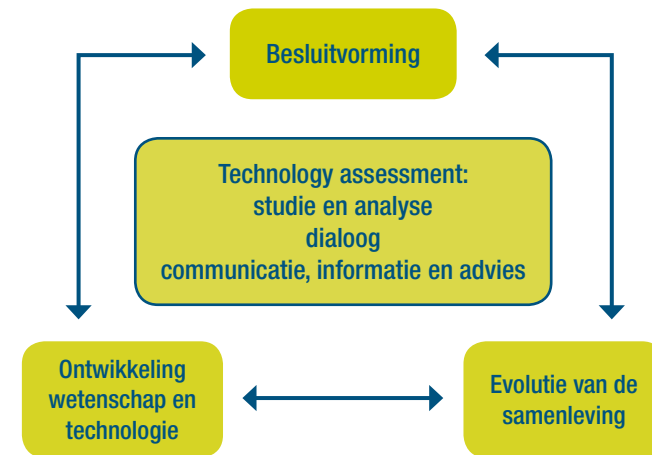 Besluitvorming
Technology assessment:
studie en analyse
dialoog
communicatie, informatie en advies
Ontwikkeling
wetenschap en
technologie
Evolutie van de
samenleving